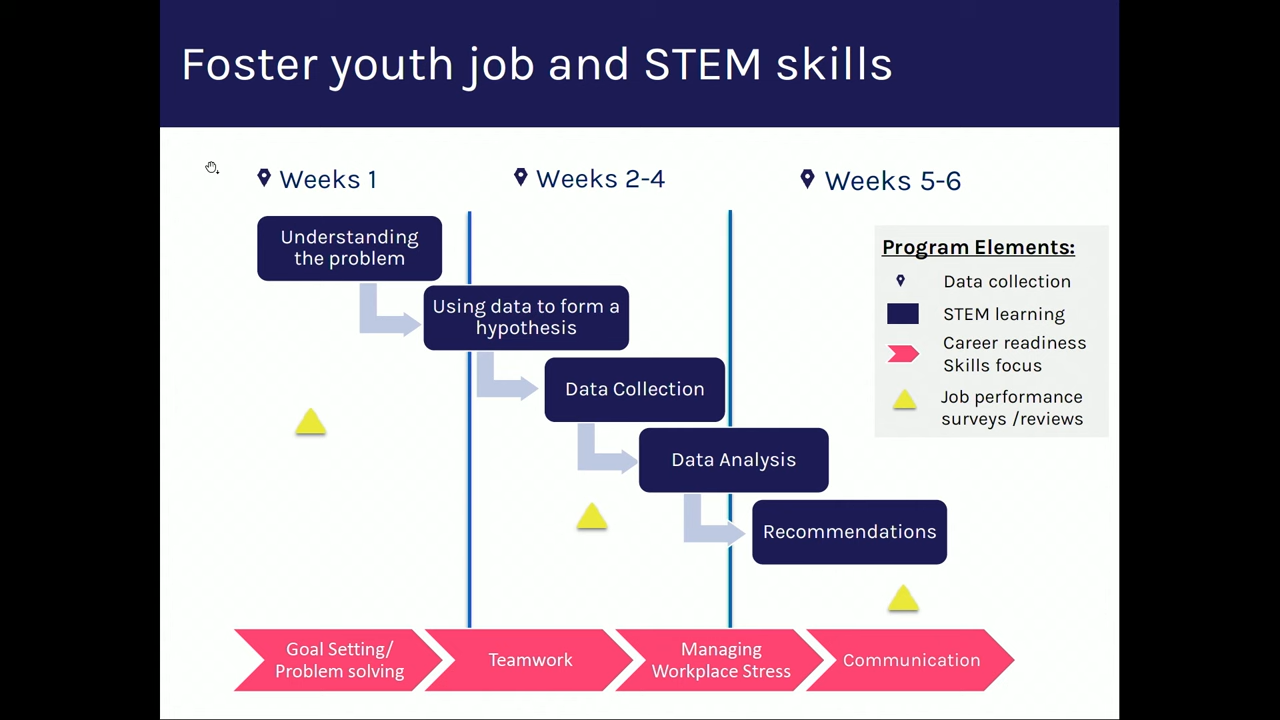 Foster youth job and STEM skills
Weeks 1
Weeks 2-4
Weeks 5-6
Understanding
the problem
Using data to form a
hypothesis
Data Collection
Data Analysis
Recommendations
Program Elements:
Data collection
STEM learning
Career readiness
Skills focus
Job performance
surveys /reviews
Goal Setting/
Problem solving
Teamwork
Managing
Workplace Stress
Communication